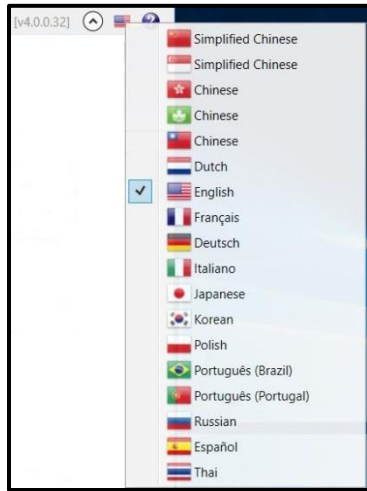 [v4.0.0.32]
Simplified Chinese
Simplified Chinese
Chinese
Chinese
Chinese
Dutch
English
Français
Deutsch
Italiano
Japanese
Korean
Polish
Português (Brazil)
Português (Portugal)
Russian
Español
Thai